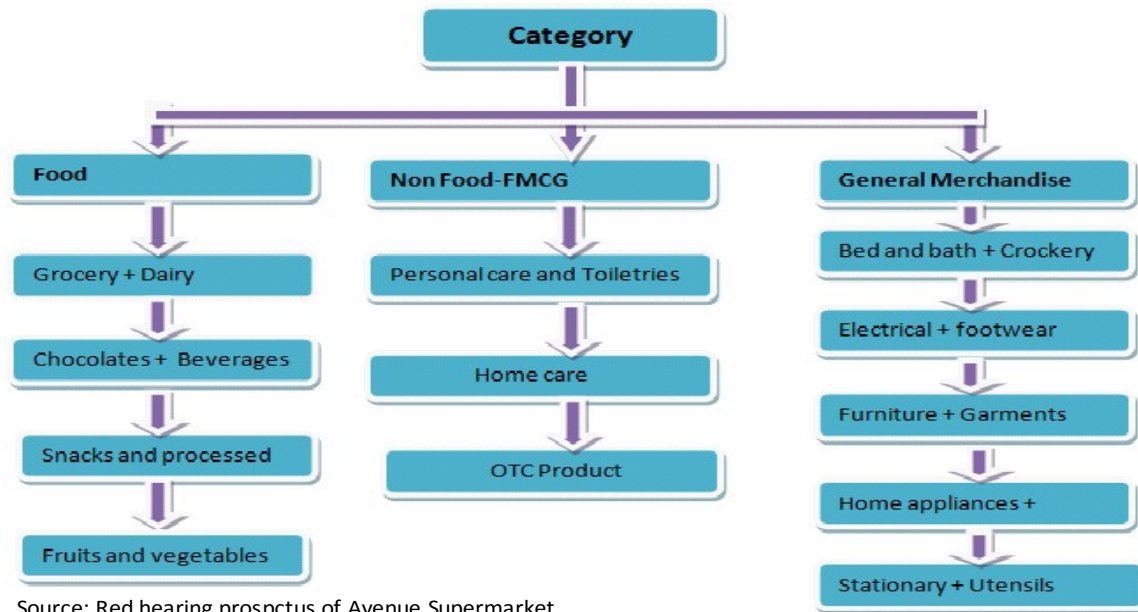 Category
Food
Non Food-FMCG
General Merchandise
Grocery + Dairy
Personal care and Toiletries
Bed and bath + Crockery
Chocolates + Beverages
Home care
Electrical + footwear
Snacks and processed
OTC Product
Furniture + Garments
Fruits and vegetables
Home appliances +
Stationary + Utensils
Source: Red hearing prospctus of Avenue Supermarket